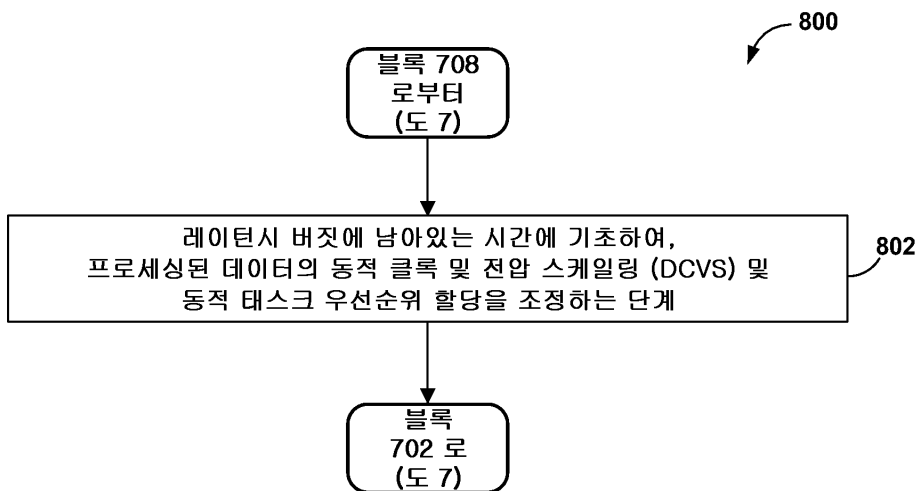 800
블록 708
로부터
(도 7)
레이턴시 버짓에 남아있는 시간에 기초하여,
프로세싱된 데이터의 동적 클록 및 전압 스케일링 (DCVS) 및
동적 태스크 우선순위 할당을 조정하는 단계
802
블록
702 로
(도 7)